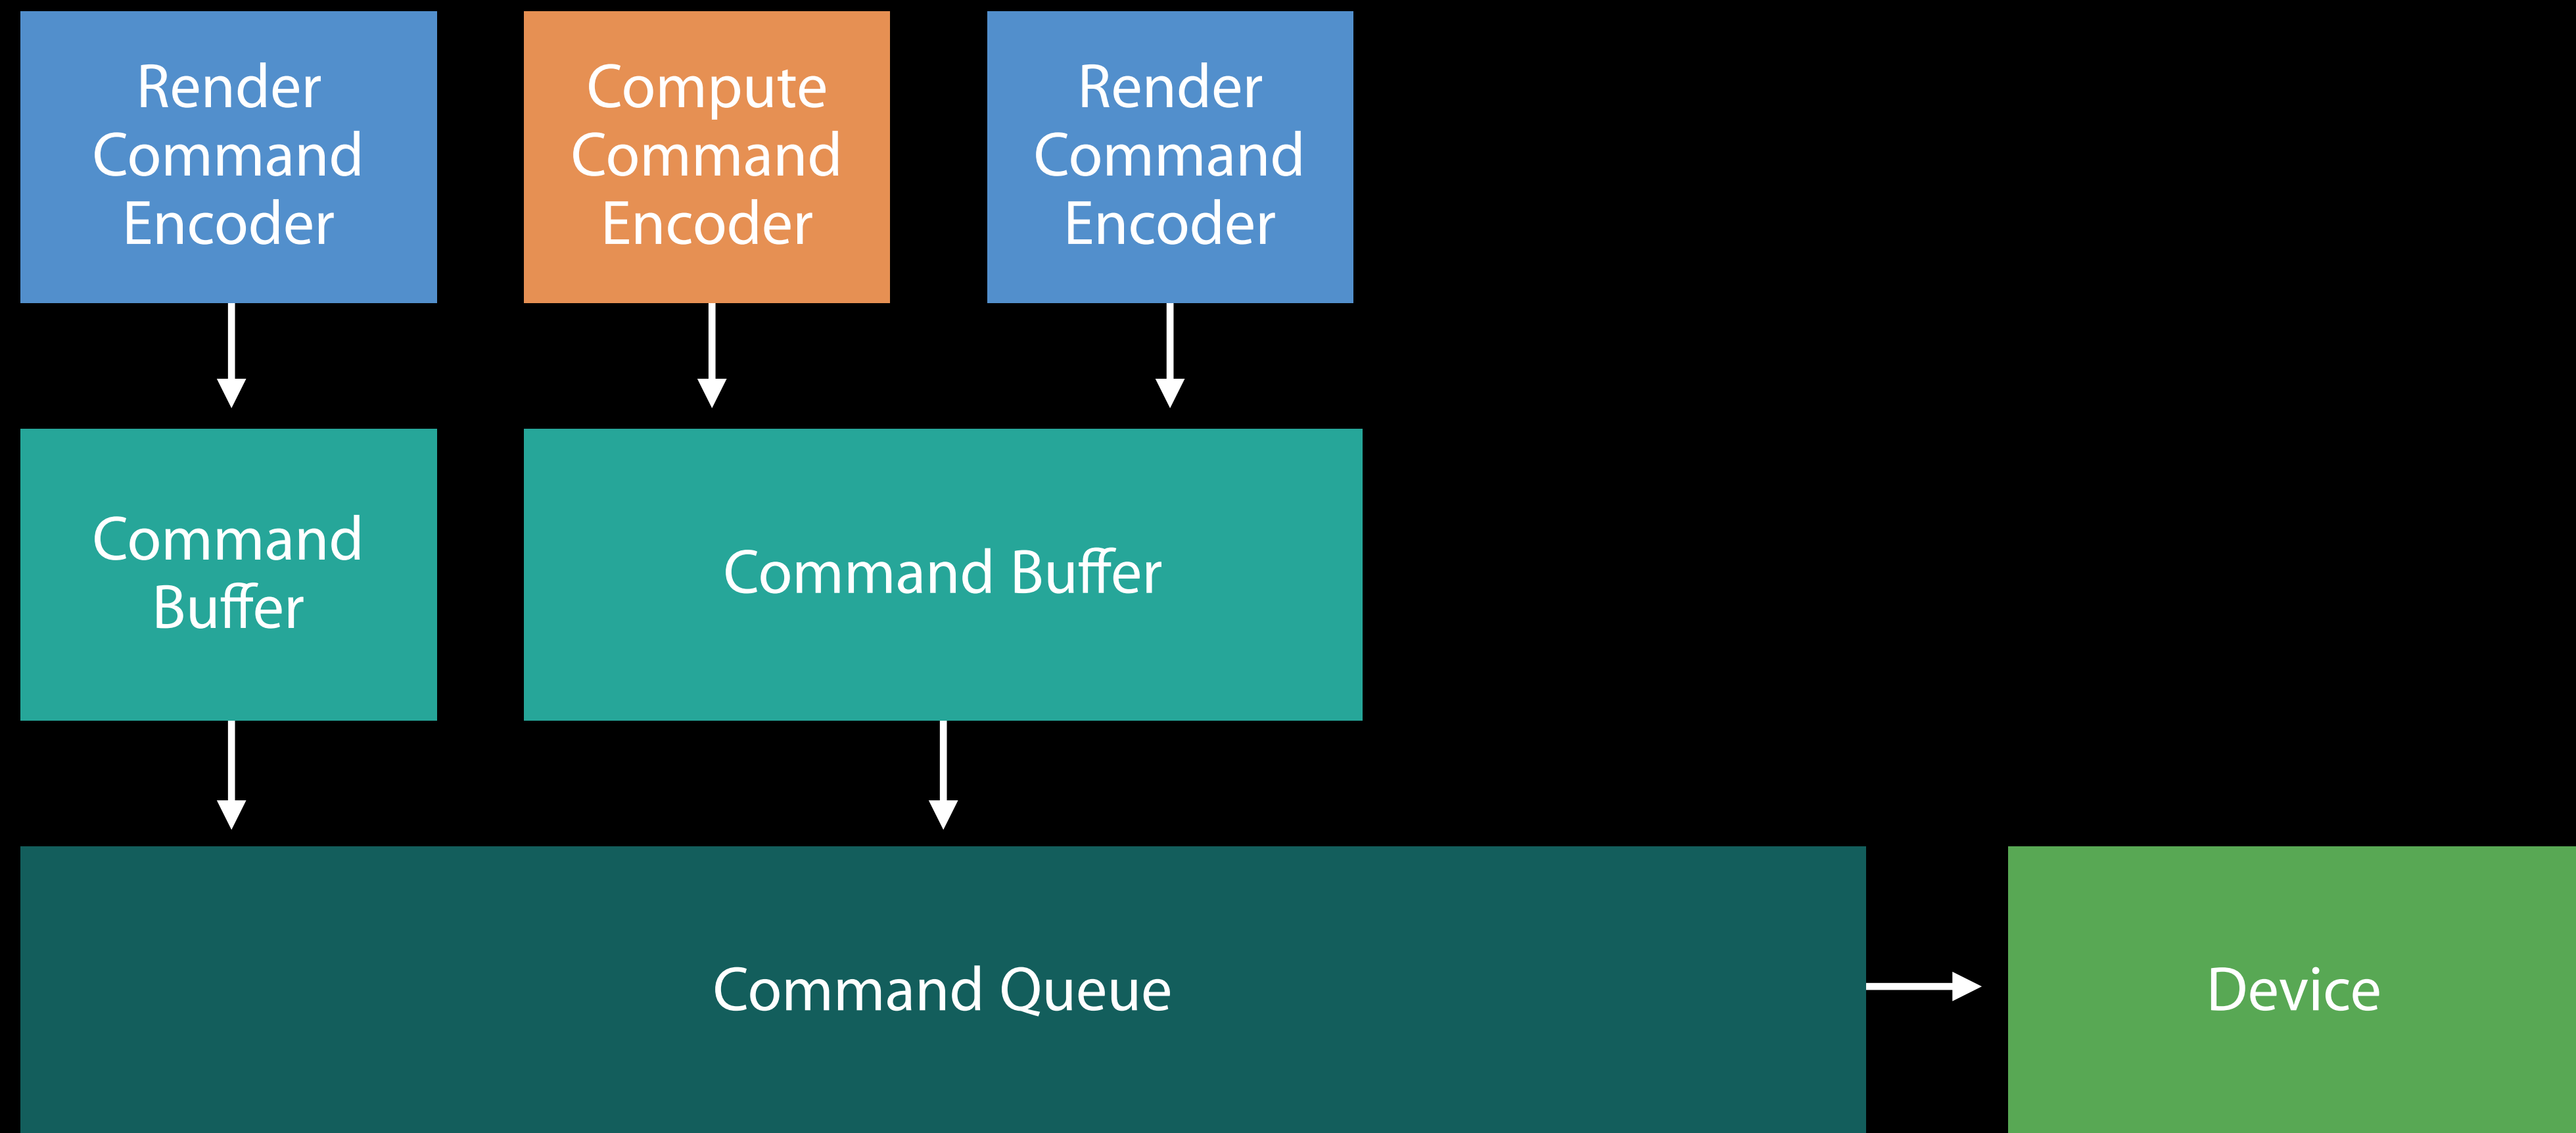 Render
Command
Encoder
Compute
Command
Encoder
Render
Command
Encoder
Command
Buffer
Command Buffer
Command Queue
Device